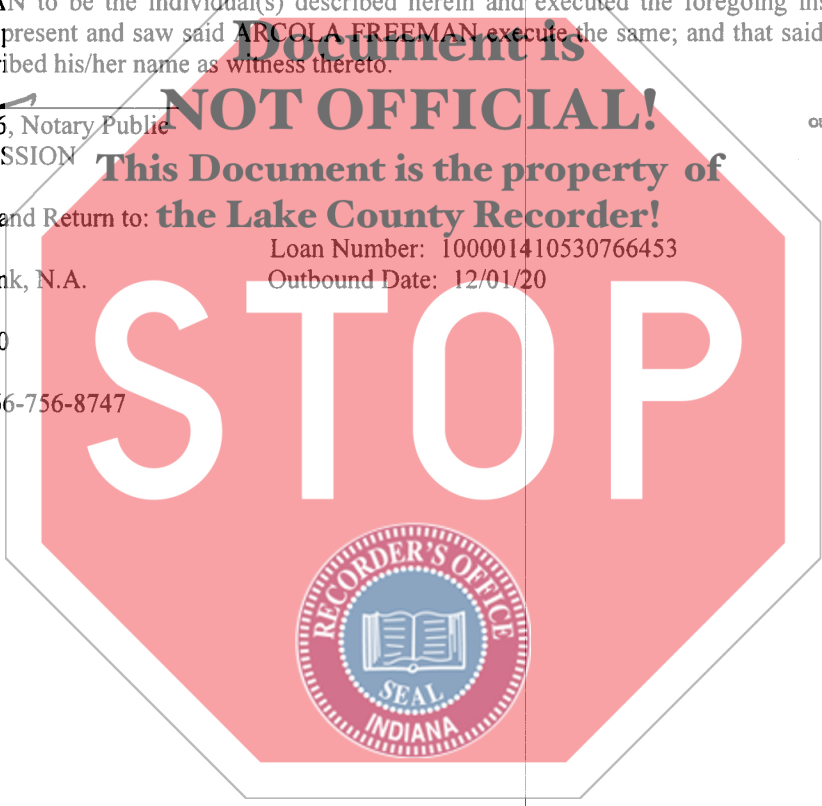 AN to be the individual(s) described herein and executed the foregoing ins
present and saw said ARCOLA FREEMAN execute the same; and that said
ibed his/her name as witness thereto.
Document is
NOT OFFICIAL!
This Document is the property of
the Lake County Recorder!
6, Notary Public
SSION
and Return to:
Loan Number: 100001410530766453
nk, N.A.
Outbound Date: 12/01/20
0
66-756-8747
STOP
RECORDER'S OFFICE
SEAL
INDIANA